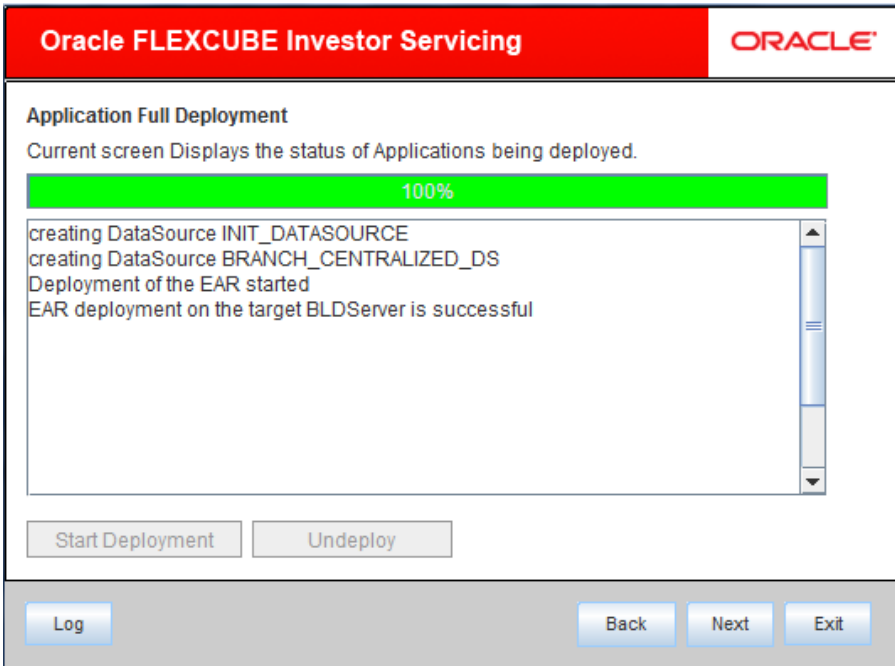 Oracle FLEXCUBE Investor Servicing
ORACLE
Application Full Deployment
Current screen Displays the status of Applications being deployed.
100%
creating DataSource INIT_DATASOURCE
creating DataSource BRANCH_CENTRALIZED_DS
Deployment of the EAR started
EAR deployment on the target BLDServer is successful
Start Deployment
Undeploy
Log
Back
Next
Exit